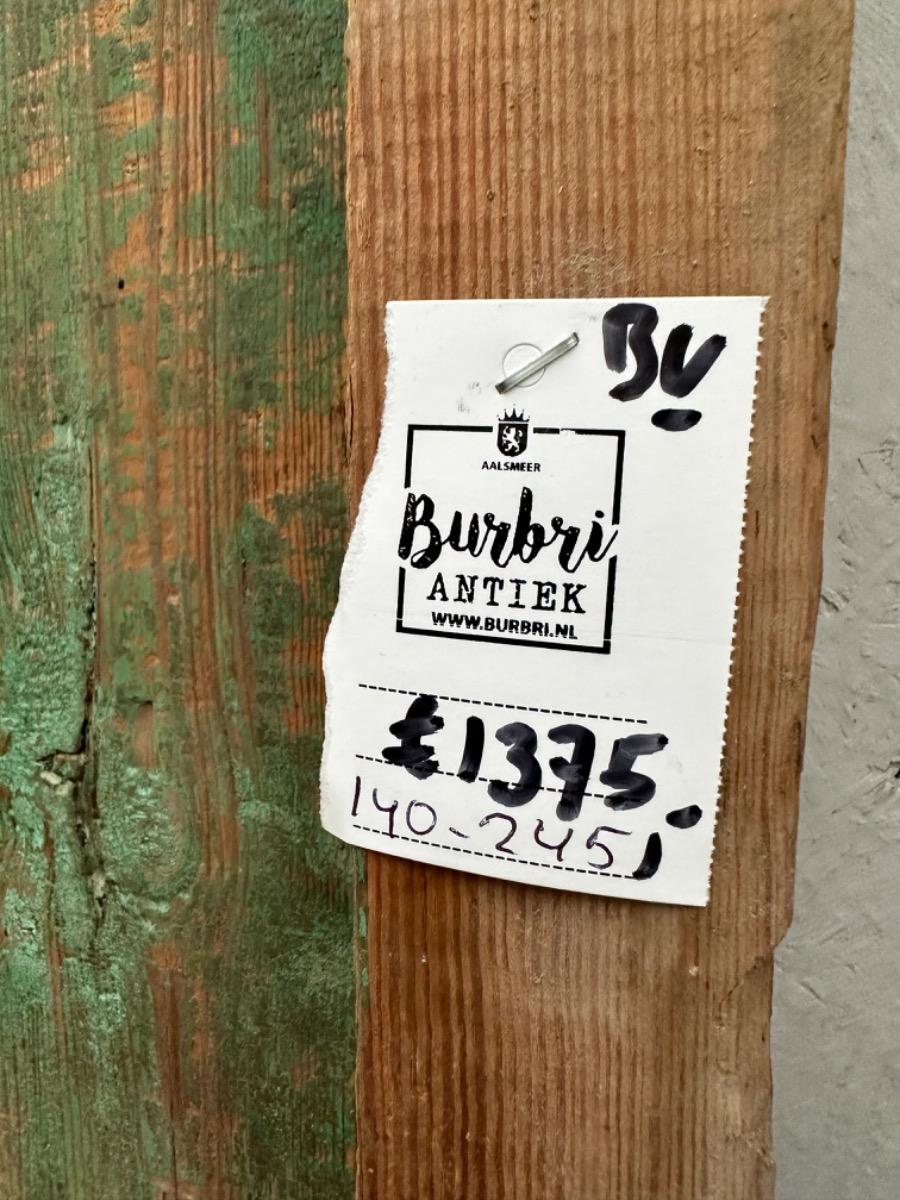 BV
AALSMEER
Burbri
ANTIEK
WWW.BURBRI.NL
€1375,-
140-245